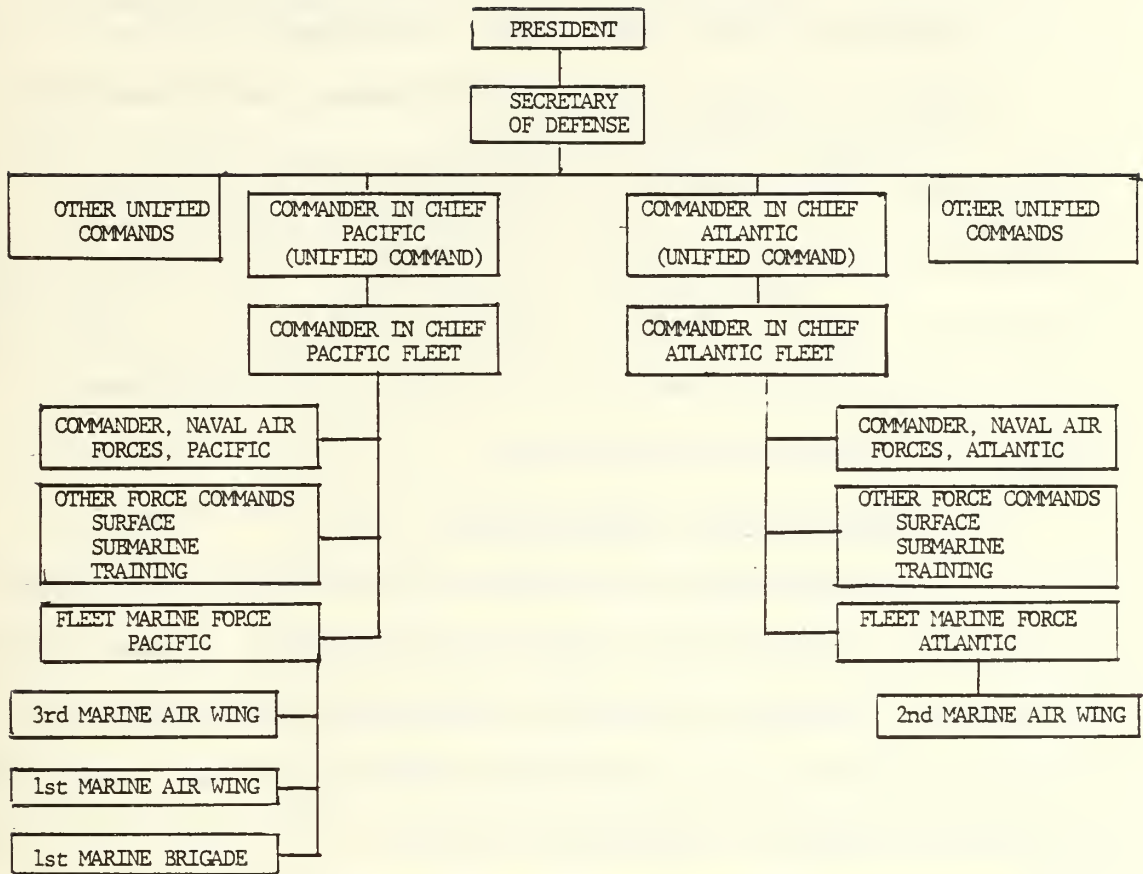 PRESIDENT
SECRETARY
OF DEFENSE
OTHER UNIFIED
COMMANDS
COMMANDER IN CHIEF
PACIFIC
(UNIFIED COMMAND)
COMMANDER IN CHIEF
ATLANTIC
(UNIFIED COMMAND)
OTHER UNIFIED
COMMANDS
COMMANDER IN CHIEF
PACIFIC FLEET
COMMANDER IN CHIEF
ATLANTIC FLEET
COMMANDER, NAVAL AIR
FORCES, PACIFIC
OTHER FORCE COMMANDS
SURFACE
SUBMARINE
TRAINING
FLEET MARINE FORCE
PACIFIC
3rd MARINE AIR WING
1st MARINE AIR WING
1st MARINE BRIGADE
COMMANDER, NAVAL AIR
FORCES, ATLANTIC
OTHER FORCE COMMANDS
SURFACE
SUBMARINE
TRAINING
FLEET MARINE FORCE
ATLANTIC
2nd MARINE AIR WING